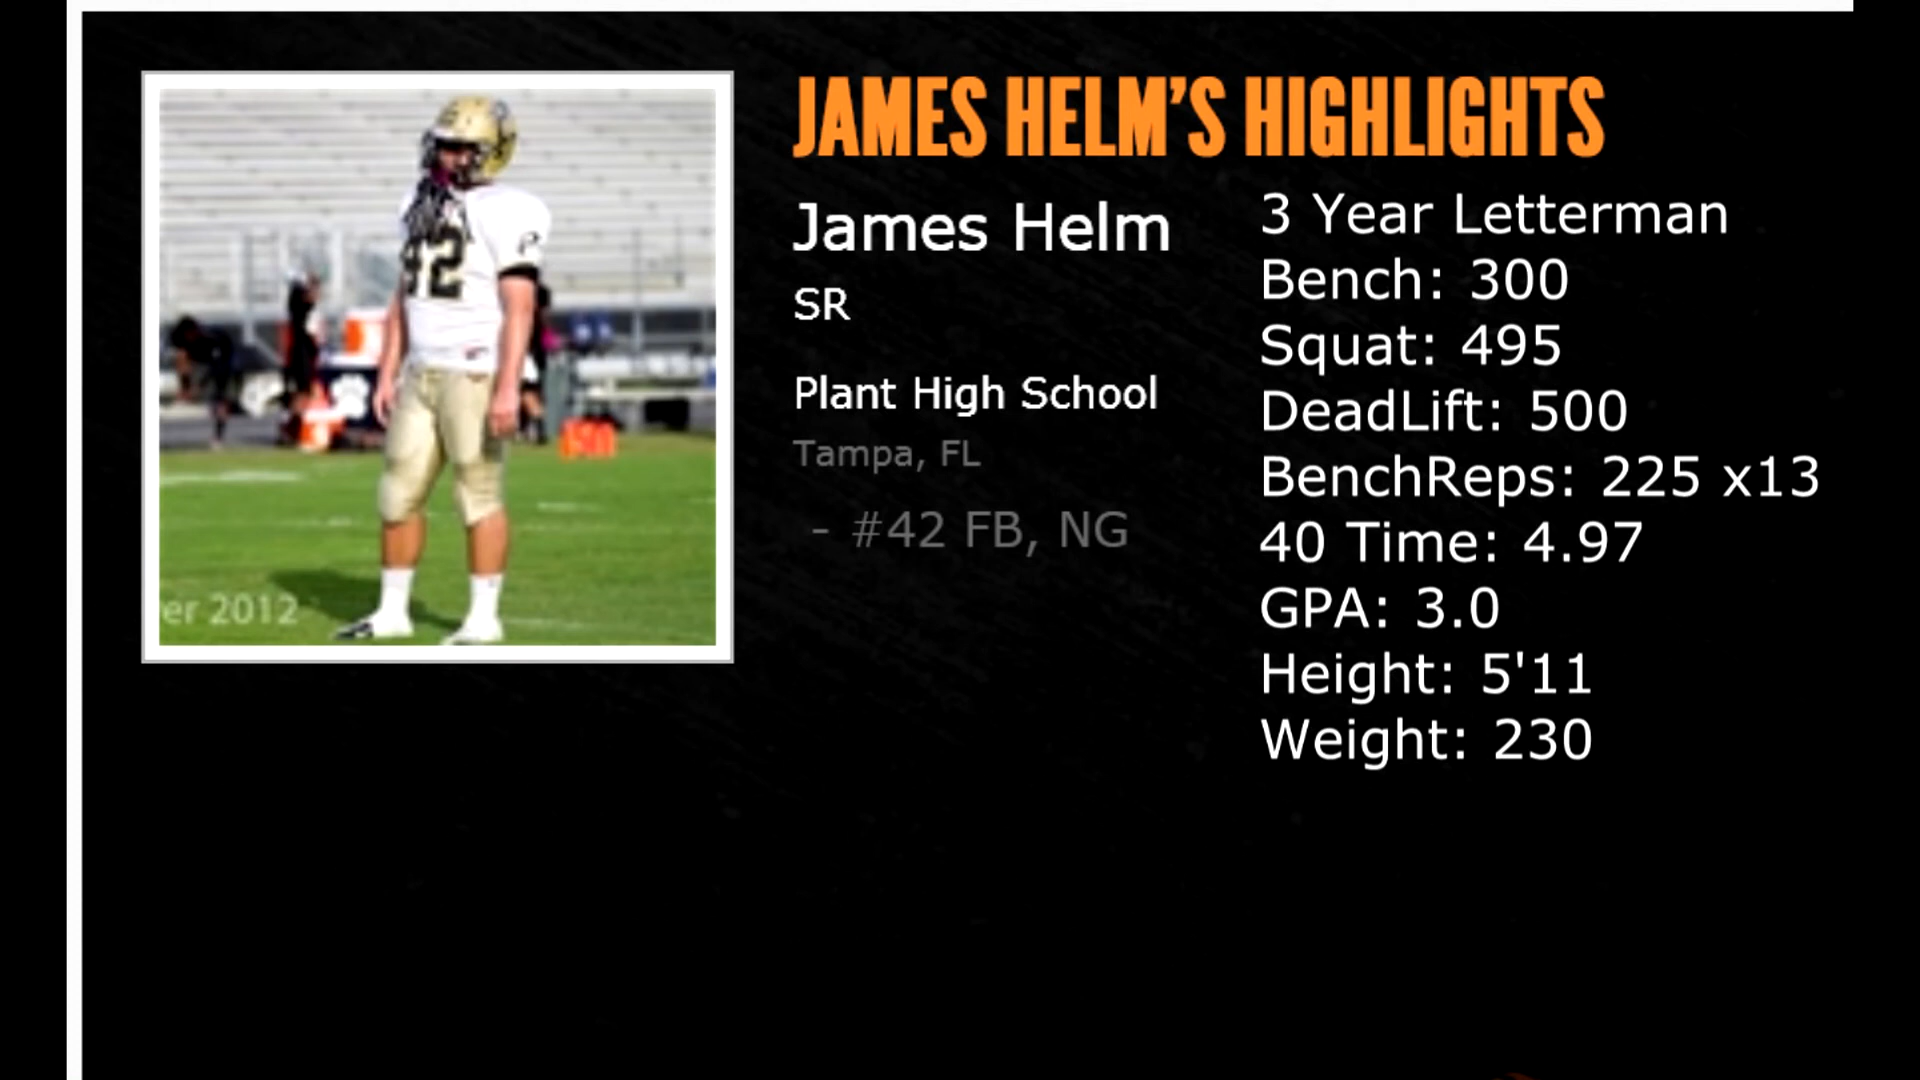 JAMES HELM'S HIGHLIGHTS
James Helm
SR
Plant High School
Tampa, FL
- #42 FB, NG
3 Year Letterman
Bench: 300
Squat: 495
DeadLift: 500
BenchReps: 225 x13
40 Time: 4.97
GPA: 3.0
Height: 5'11
Weight: 230
42
er 2012